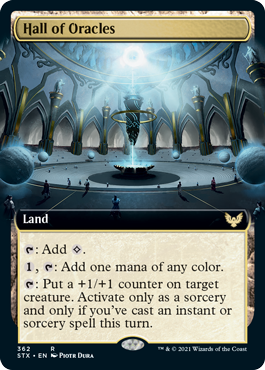 Hall of Oracles
Land
: Add .
1, : Add one mana of any color.
: Put a +1/+1 counter on target
creature. Activate only as a sorcery
and only if you've cast an instant or
sorcery spell this turn.
362 R
STX • EN Piotr Dura
™ & © 2021 Wizards of the Coast